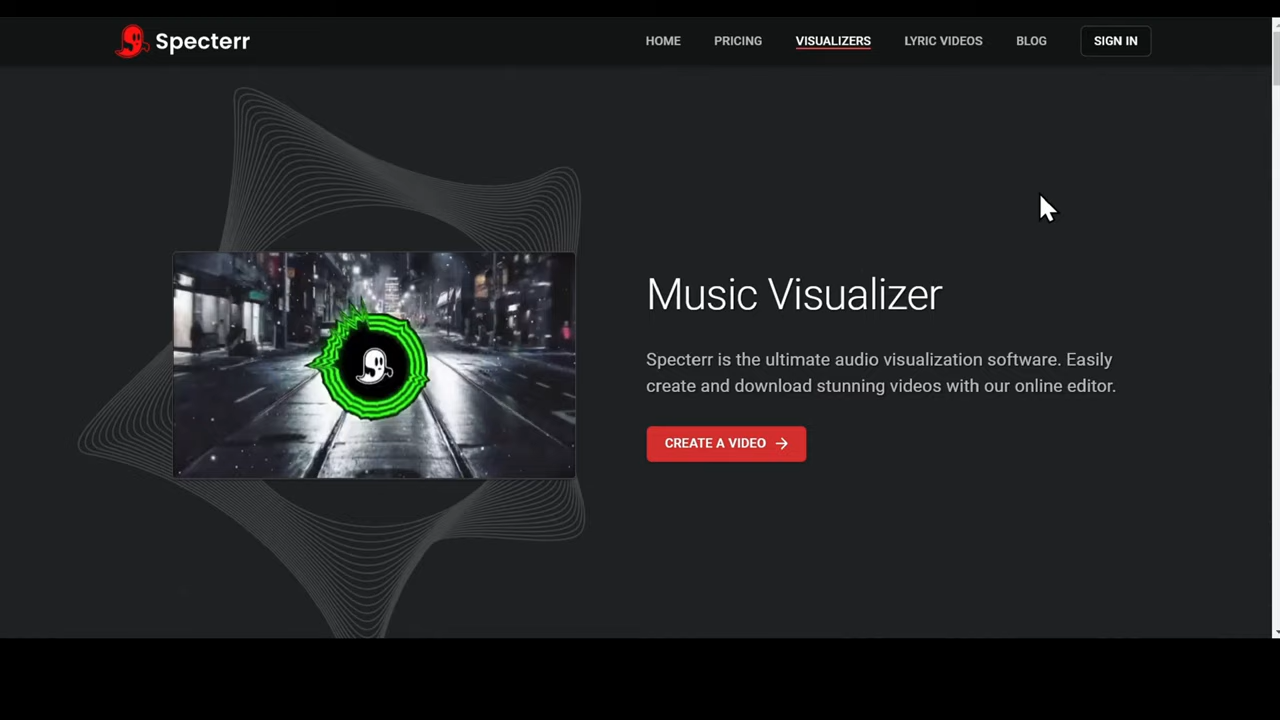 Specterr
HOME
PRICING
VISUALIZERS
LYRIC VIDEOS
BLOG
SIGN IN
Music Visualizer
Specterr is the ultimate audio visualization software. Easily
create and download stunning videos with our online editor.
CREATE A VIDEO